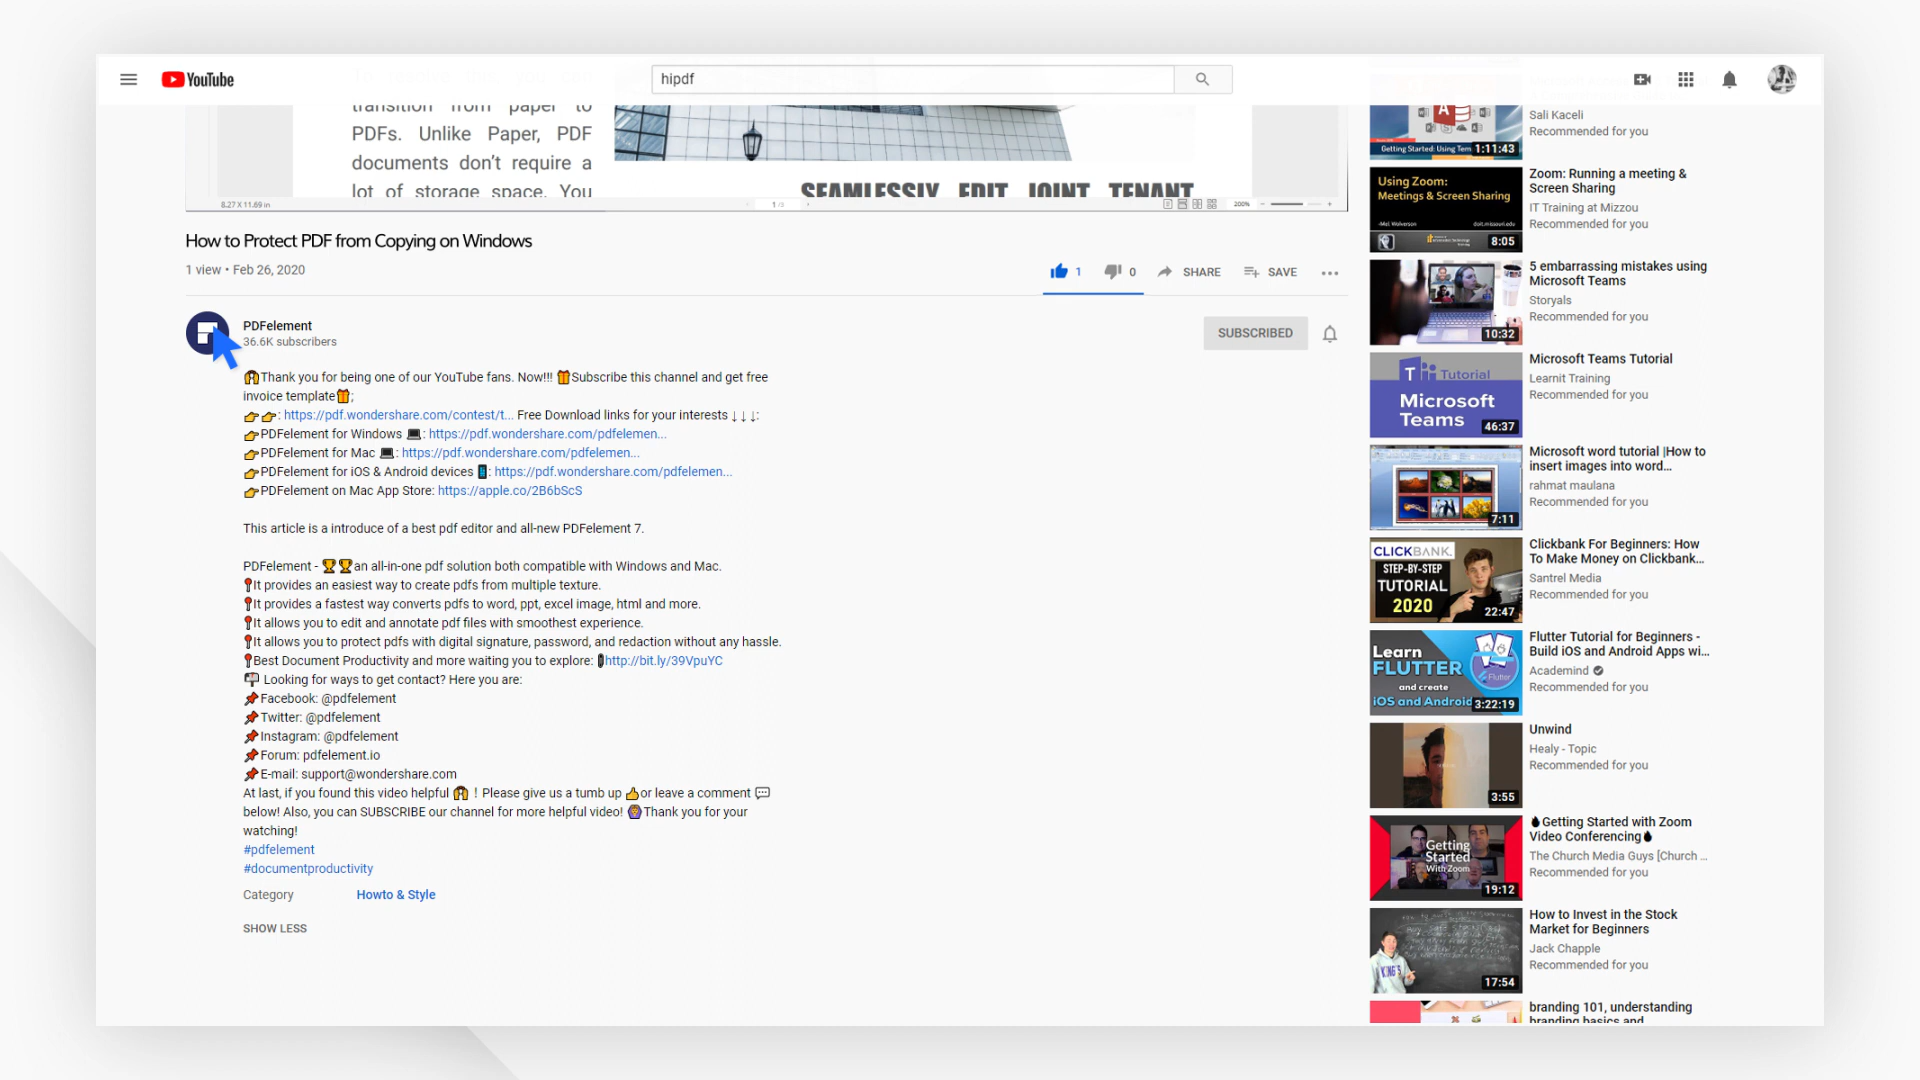 YouTube
hipdf
transition from paper to
PDFs. Unlike Paper, PDF
documents don't require a
lot of storage space. You
SEAMLESSLY EDIT JOINT TENANT
8.27 X 11.69 in
1 /3
200%
How to Protect PDF from Copying on Windows
1 view • Feb 26, 2020
1
0
SHARE
SAVE
PDFelement
36.6K subscribers
SUBSCRIBED
Thank you for being one of our YouTube fans. Now!!! Subscribe this channel and get free
invoice template;
: https://pdf.wondershare.com/contest/t... Free Download links for your interests ↓↓↓:
PDFelement for Windows : https://pdf.wondershare.com/pdfelemen...
PDFelement for Mac : https://pdf.wondershare.com/pdfelemen...
PDFelement for iOS & Android devices : https://pdf.wondershare.com/pdfelemen...
PDFelement on Mac App Store: https://apple.co/2B6bScS
This article is a introduce of a best pdf editor and all-new PDFelement 7.
PDFelement - an all-in-one pdf solution both compatible with Windows and Mac.
It provides an easiest way to create pdfs from multiple texture.
It provides a fastest way converts pdfs to word, ppt, excel image, html and more.
It allows you to edit and annotate pdf files with smoothest experience.
It allows you to protect pdfs with digital signature, password, and redaction without any hassle.
Best Document Productivity and more waiting you to explore: http://bit.ly/39VpuYC
Looking for ways to get contact? Here you are:
Facebook: @pdfelement
Twitter: @pdfelement
Instagram: @pdfelement
Forum: pdfelement.io
E-mail: support@wondershare.com
At last, if you found this video helpful ! Please give us a tumb up or leave a comment
below! Also, you can SUBSCRIBE our channel for more helpful video! Thank you for your
watching!
#pdfelement
#documentproductivity
Category Howto & Style
SHOW LESS
Getting Started: Using Tem
1:11:43
Sali Kaceli
Recommended for you
Using Zoom:
Meetings & Screen Sharing
8:05
Zoom: Running a meeting &
Screen Sharing
IT Training at Mizzou
Recommended for you
10:32
5 embarrassing mistakes using
Microsoft Teams
Storyals
Recommended for you
T Tutorial
Microsoft
Teams
46:37
Microsoft Teams Tutorial
Learnit Training
Recommended for you
7:11
Microsoft word tutorial |How to
insert images into word...
rahmat maulana
Recommended for you
CLICKBANK
STEP-BY-STEP
TUTORIAL
2020
22:47
Clickbank For Beginners: How
To Make Money on Clickbank...
Santrel Media
Recommended for you
Learn
FLUTTER
and create
iOS and Android
Flutter
3:22:19
Flutter Tutorial for Beginners -
Build iOS and Android Apps wi...
Academind
Recommended for you
3:55
Unwind
Healy - Topic
Recommended for you
Getting
Started
With Zoom
19:12
Getting Started with Zoom
Video Conferencing
The Church Media Guys [Church ...
Recommended for you
KING'S
17:54
How to Invest in the Stock
Market for Beginners
Jack Chapple
Recommended for you
branding 101, understanding
branding basics and